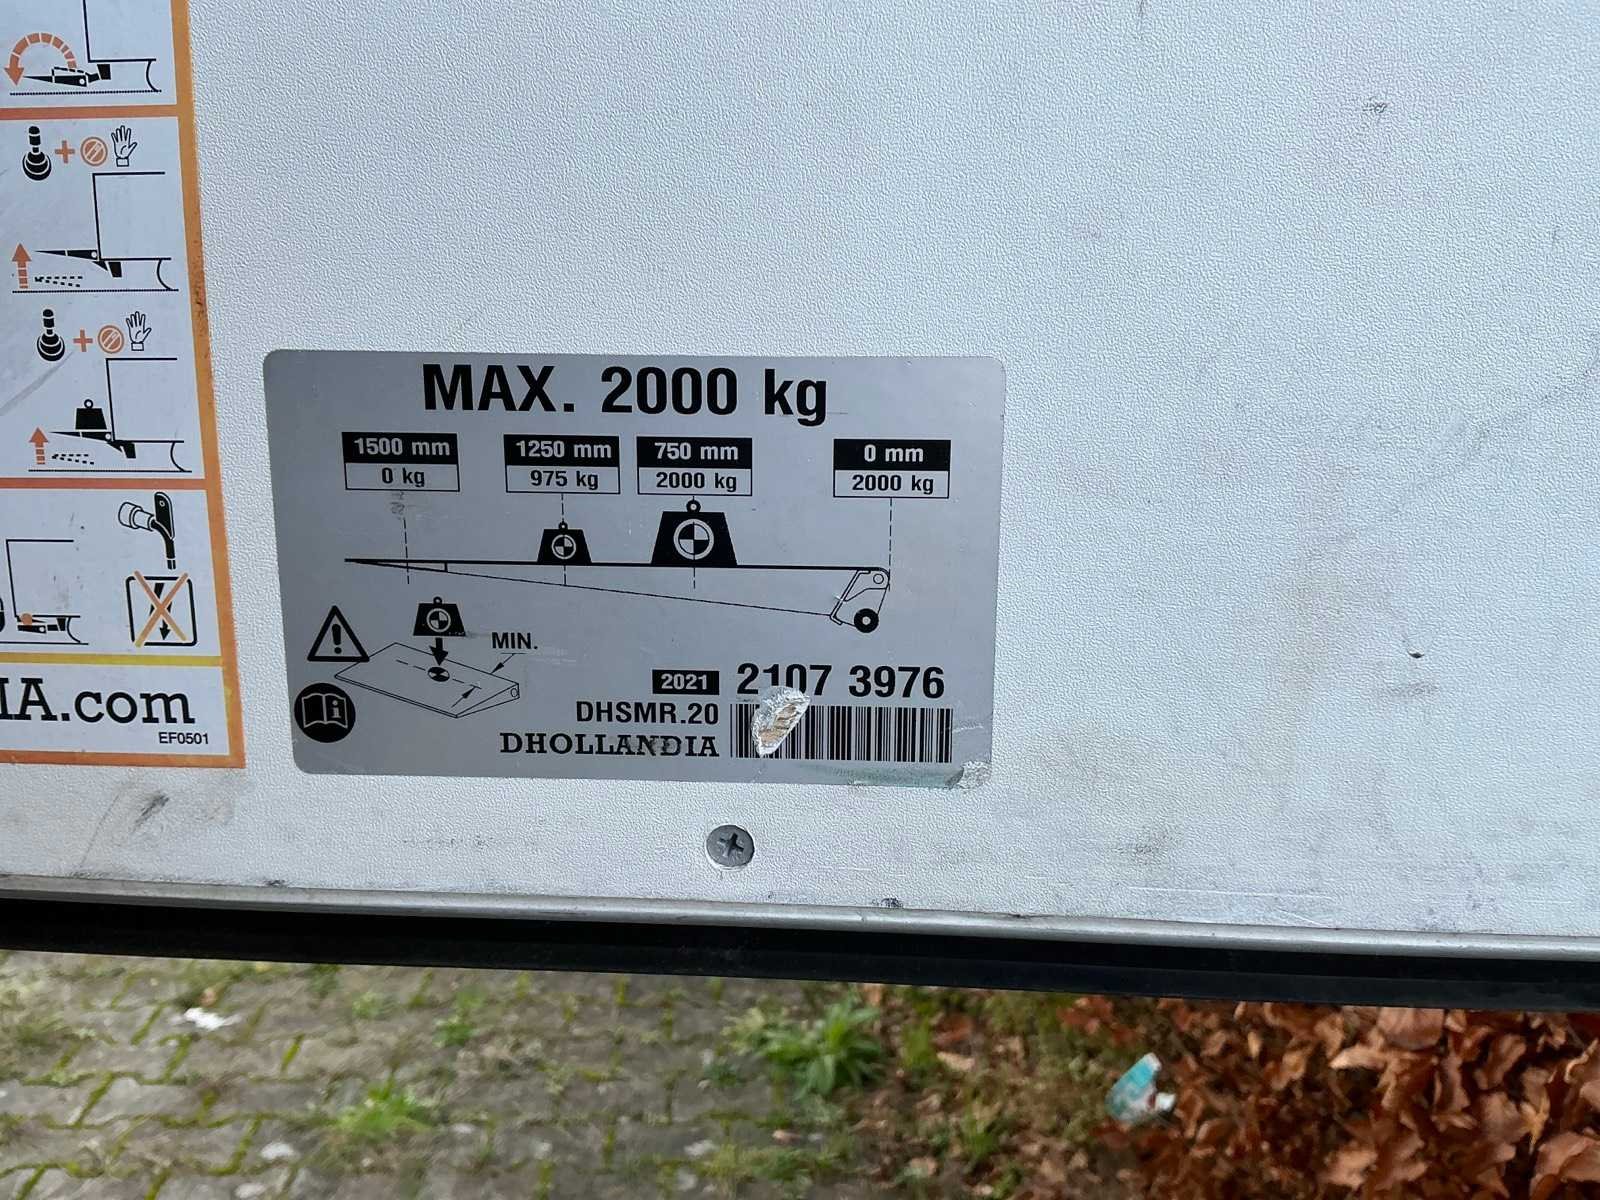 MAX. 2000 kg
1500 mm 1250 mm 750 mm 0 mm
0 kg 975 kg 2000 kg 2000 kg
MIN.
2021 2107 3976
DHSMR.20
DHOLLANDIA
IA.com
EF0501